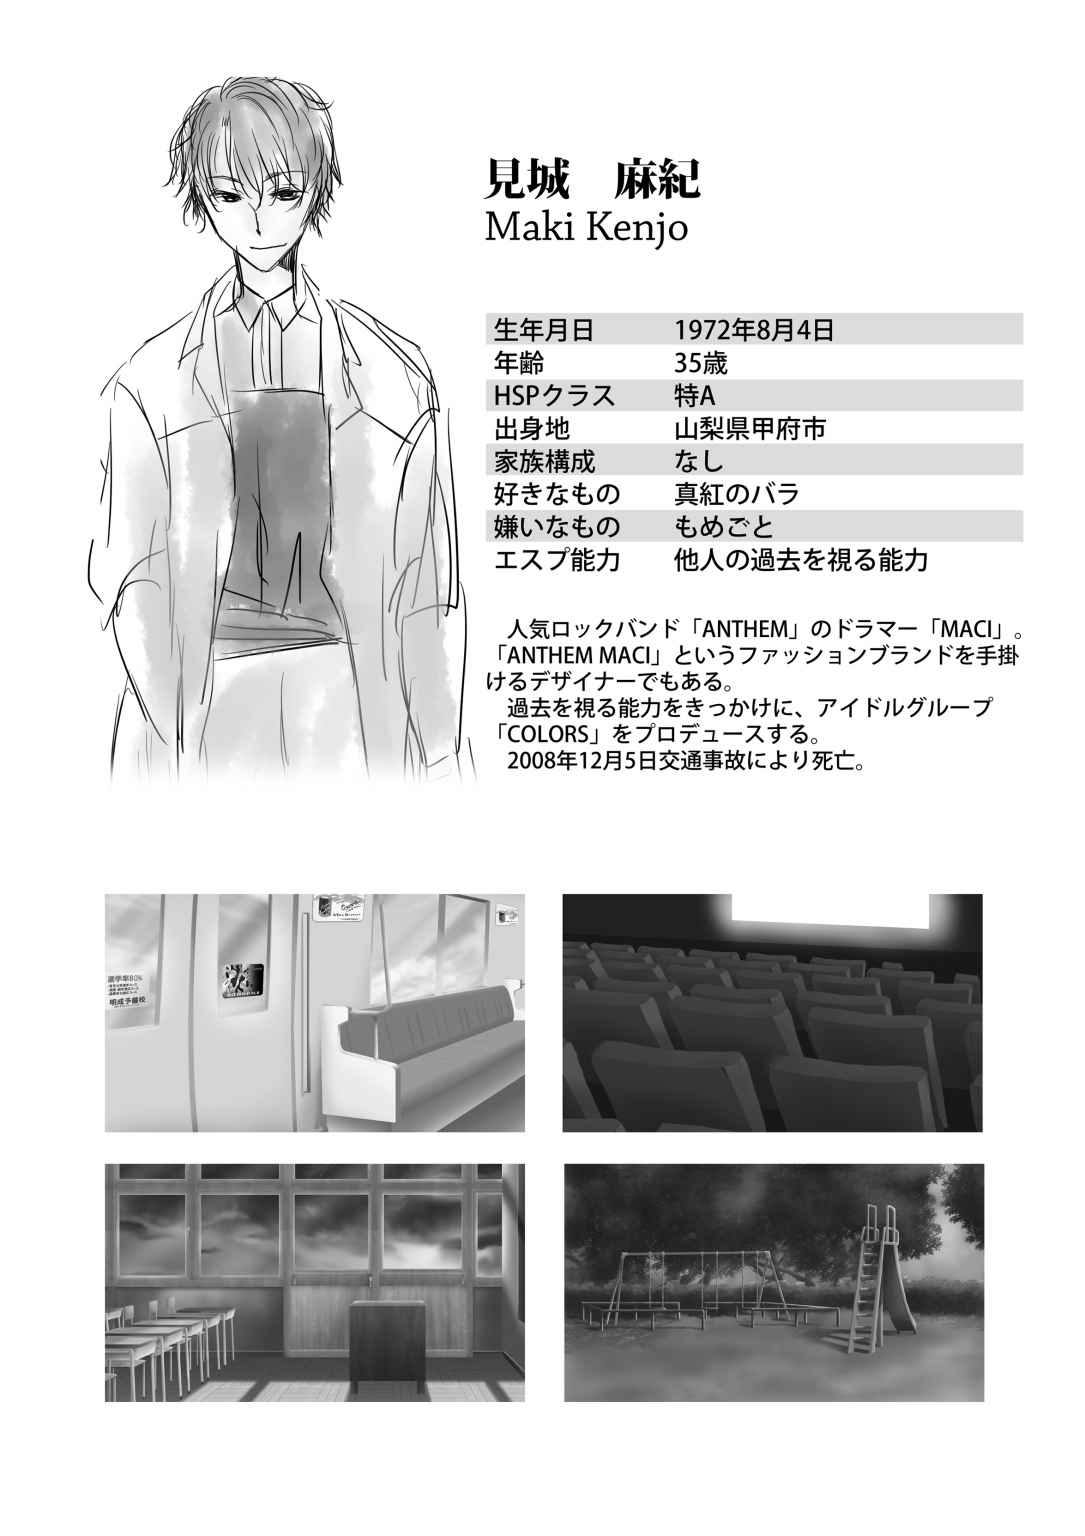 見城　麻紀
Maki Kenjo
生年月日 1972年8月4日
年齢 35歳
HSPクラス 特A
出身地 山梨県甲府市
家族構成 なし
好きなもの 真紅のバラ
嫌いなもの もめごと
エスプ能力 他人の過去を視る能力
人気ロックバンド「ANTHEM」のドラマー「MACI」。
「ANTHEM MACI」というファッションブランドを手掛
けるデザイナーでもある。
過去を視る能力をきっかけに、アイドルグループ
「COLORS」をプロデュースする。
2008年12月5日交通事故により死亡。
進学率80%
明成予備校